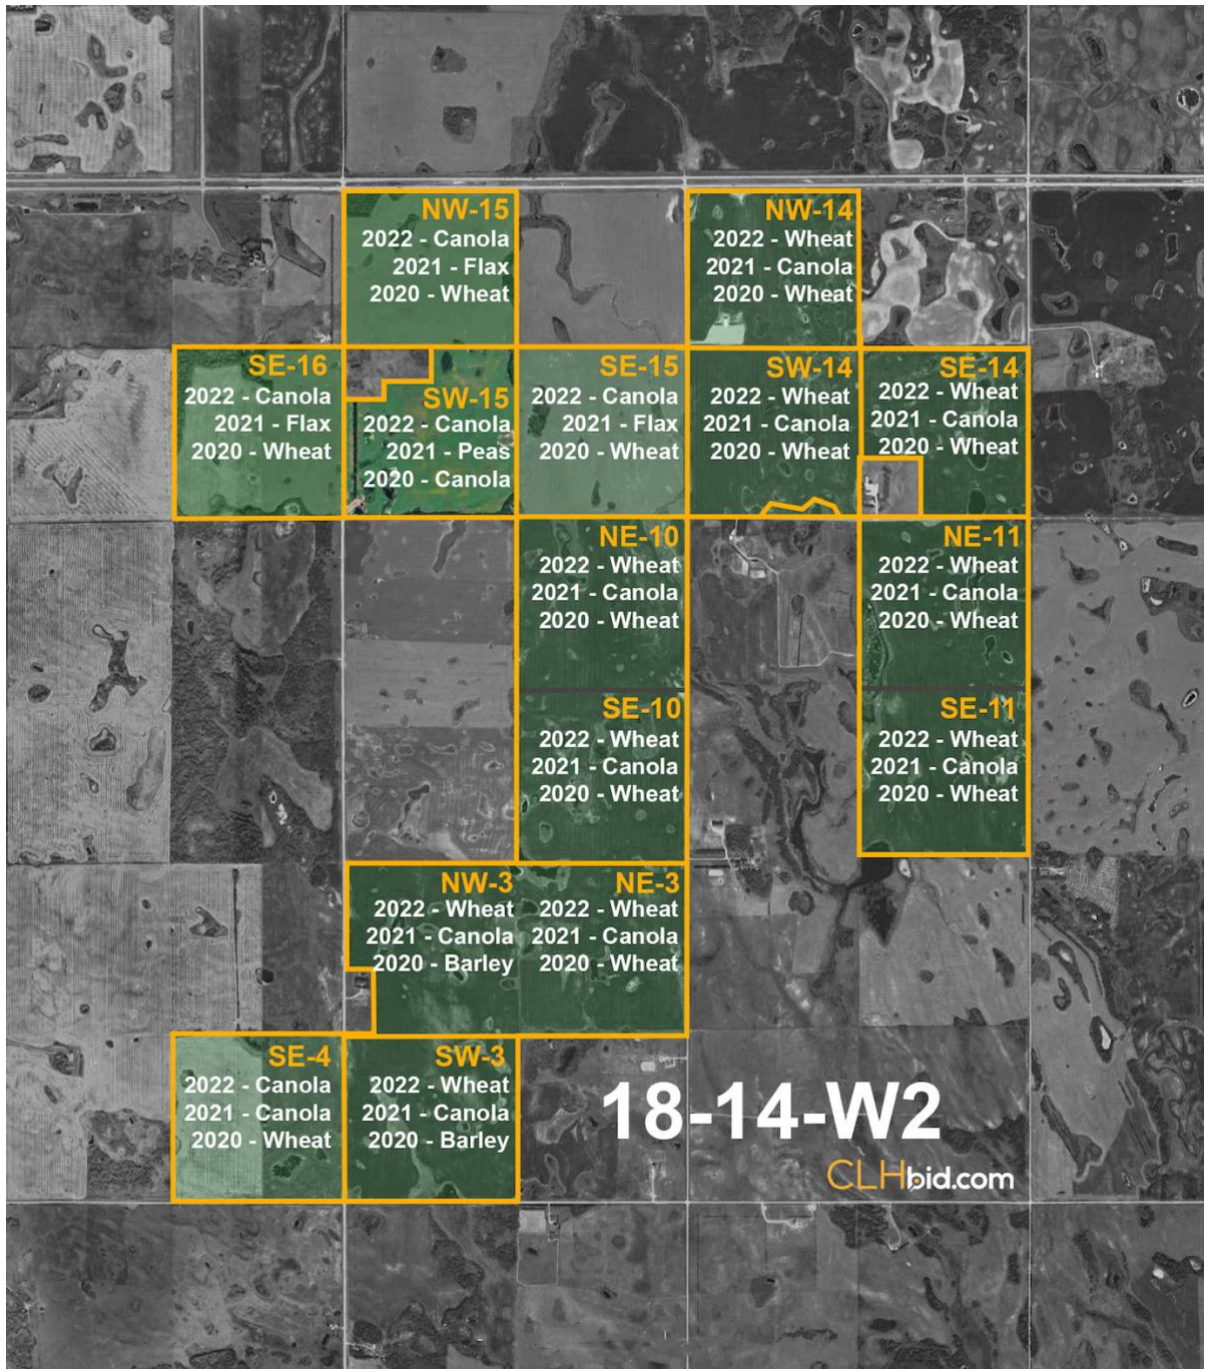 NW-15
2022 - Canola
2021 - Flax
2020 - Wheat
NW-14
2022 - Wheat
2021 - Canola
2020 - Wheat
SE-16
2022 - Canola
2021 - Flax
2020 - Wheat
SW-15
2022 - Canola
2021 - Peas
2020 - Canola
SE-15
2022 - Canola
2021 - Flax
2020 - Wheat
SW-14
2022 - Wheat
2021 - Canola
2020 - Wheat
SE-14
2022 - Wheat
2021 - Canola
2020 - Wheat
NE-10
2022 - Wheat
2021 - Canola
2020 - Wheat
NE-11
2022 - Wheat
2021 - Canola
2020 - Wheat
SE-10
2022 - Wheat
2021 - Canola
2020 - Wheat
SE-11
2022 - Wheat
2021 - Canola
2020 - Wheat
NW-3
2022 - Wheat
2021 - Canola
2020 - Barley
NE-3
2022 - Wheat
2021 - Canola
2020 - Wheat
SE-4
2022 - Canola
2021 - Canola
2020 - Wheat
SW-3
2022 - Wheat
2021 - Canola
2020 - Barley
18-14-W2
CLHbid.com